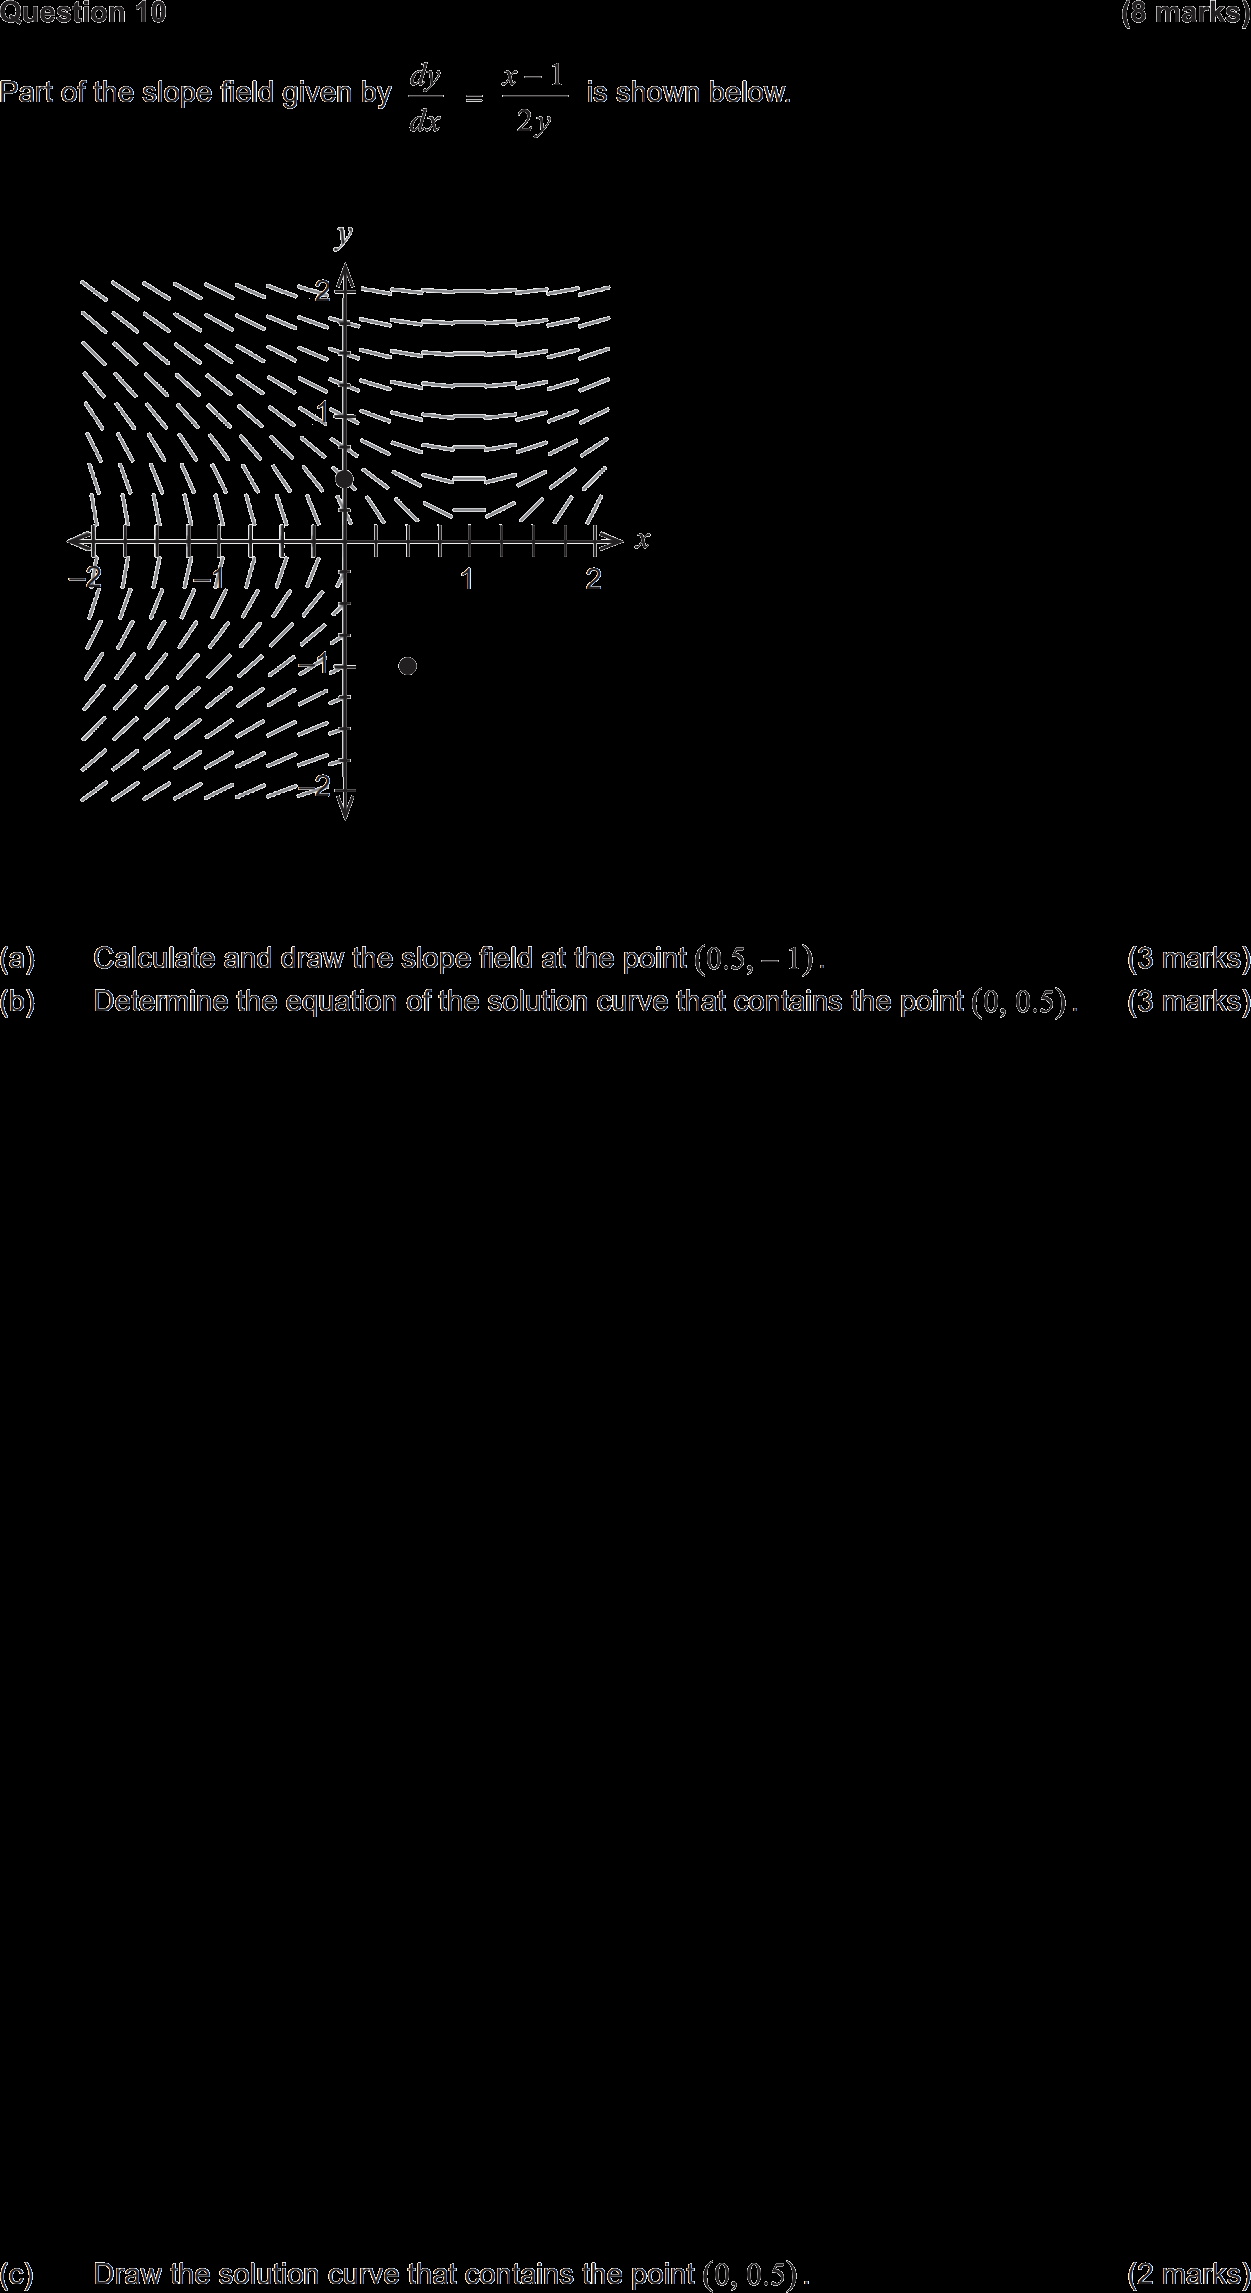 Question 10 (8 marks)
Part of the slope field given by dy/dx = (x − 1)/(2y) is shown below.
y
2
1
x
−2 −1 1 2
−1
−2
(a) Calculate and draw the slope field at the point (0.5, − 1). (3 marks)
(b) Determine the equation of the solution curve that contains the point (0, 0.5). (3 marks)
(c) Draw the solution curve that contains the point (0, 0.5). (2 marks)